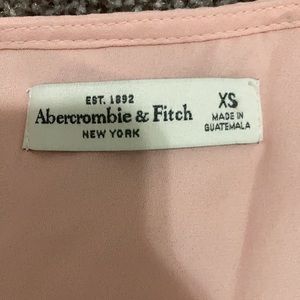 EST. 1892
Abercrombie & Fitch
NEW YORK
XS
MADE IN
GUATEMALA